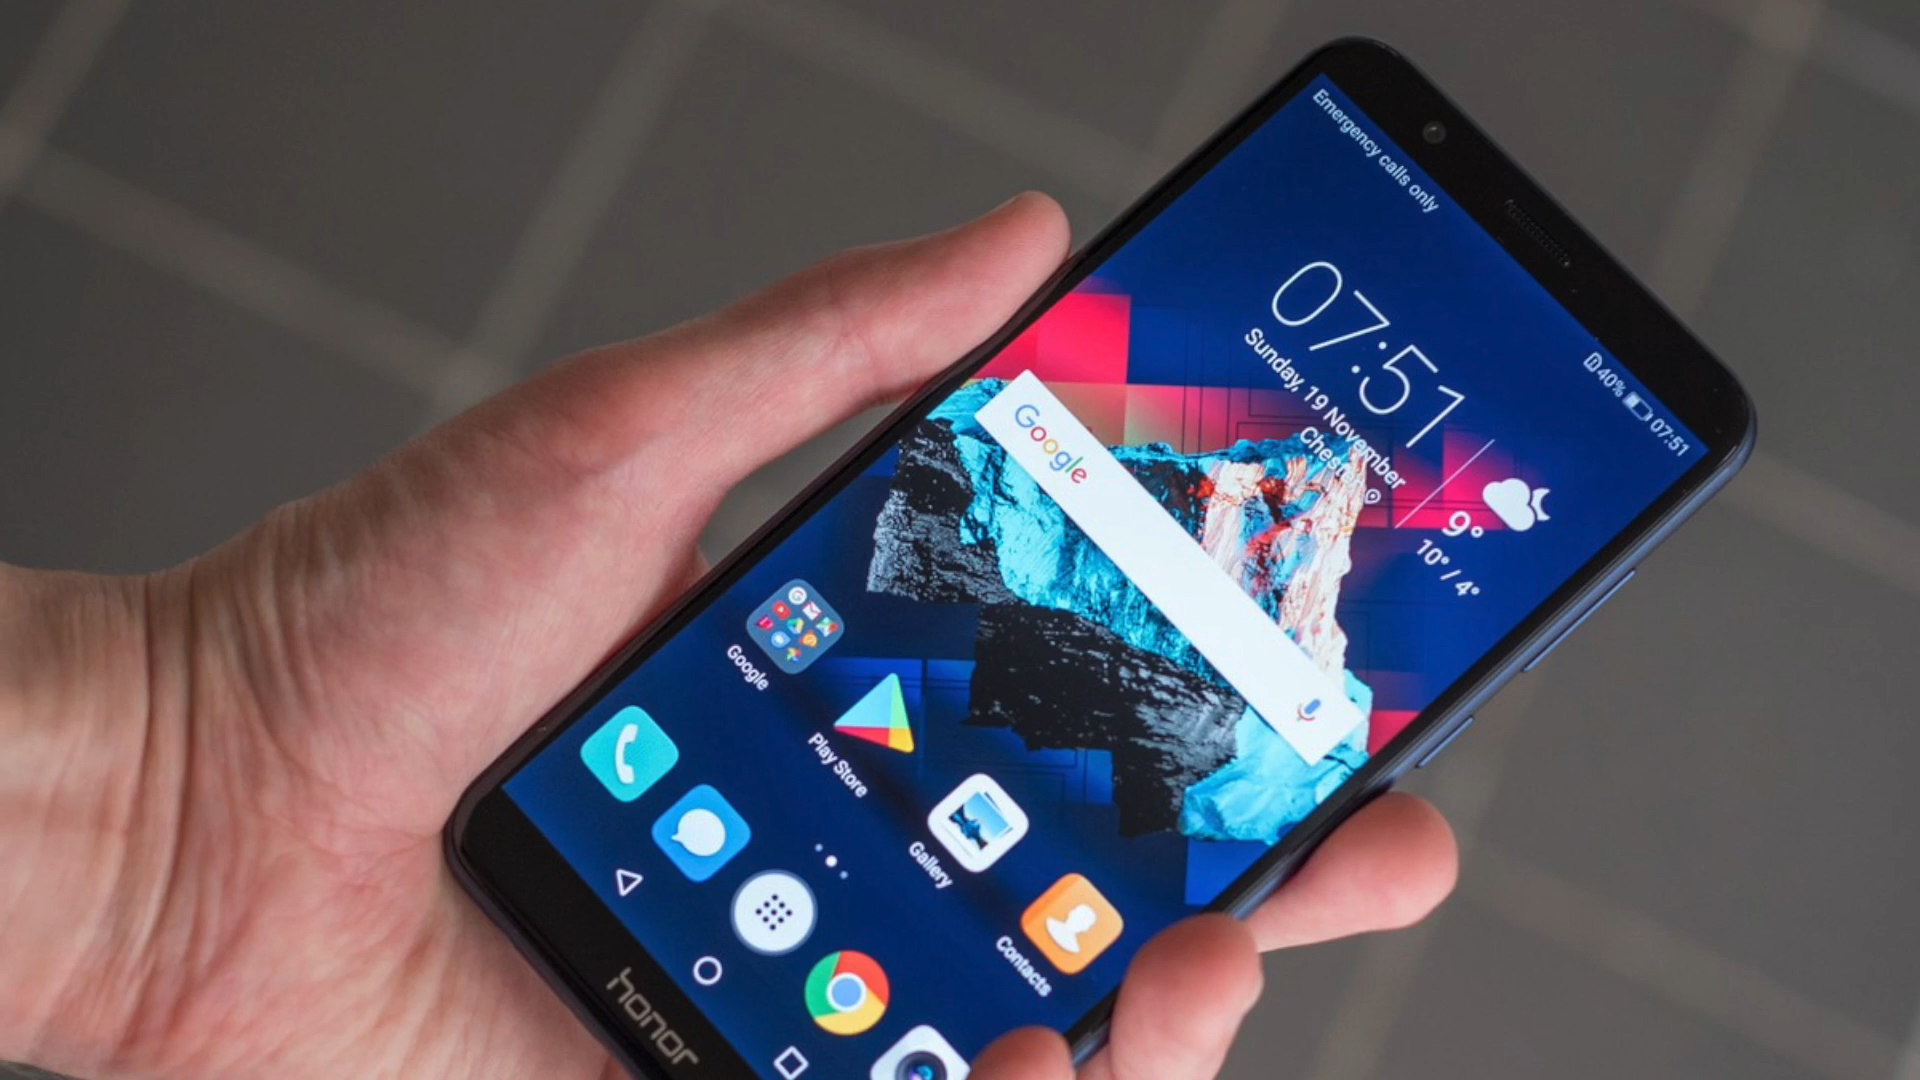 Emergency calls only
40% 07:51
07:51
Sunday, 19 November
9°
10° / 4°
Google
Google
Play Store
Gallery
Contacts
honor